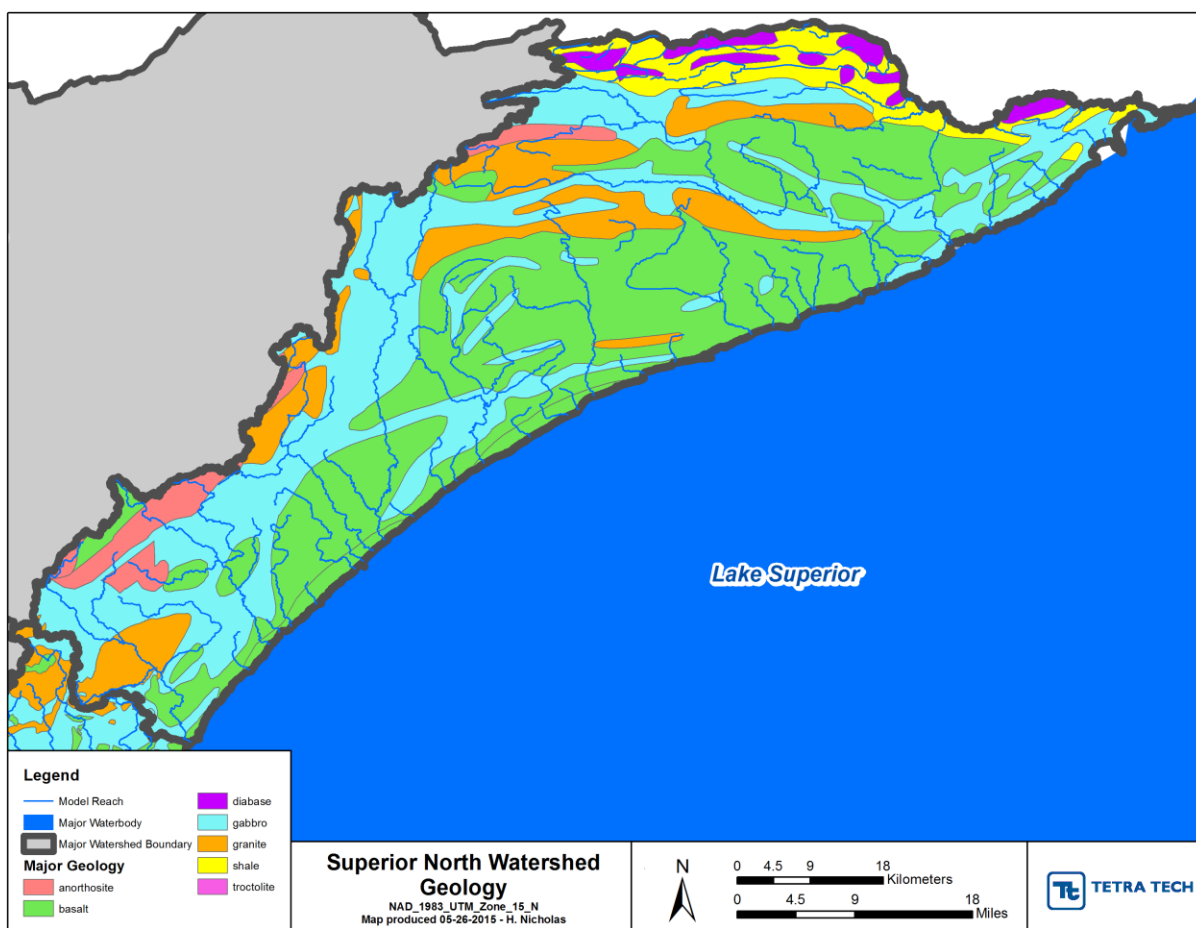 Lake Superior
Legend
Model Reach
Major Waterbody
Major Watershed Boundary
Major Geology
anorthosite
basalt
diabase
gabbro
granite
shale
troctolite
Superior North Watershed
Geology
NAD_1983_UTM_Zone_15_N
Map produced 05-26-2015 - H. Nicholas
N
0 4.5 9 18
Kilometers
0 4.5 9 18
Miles
Tt TETRA TECH